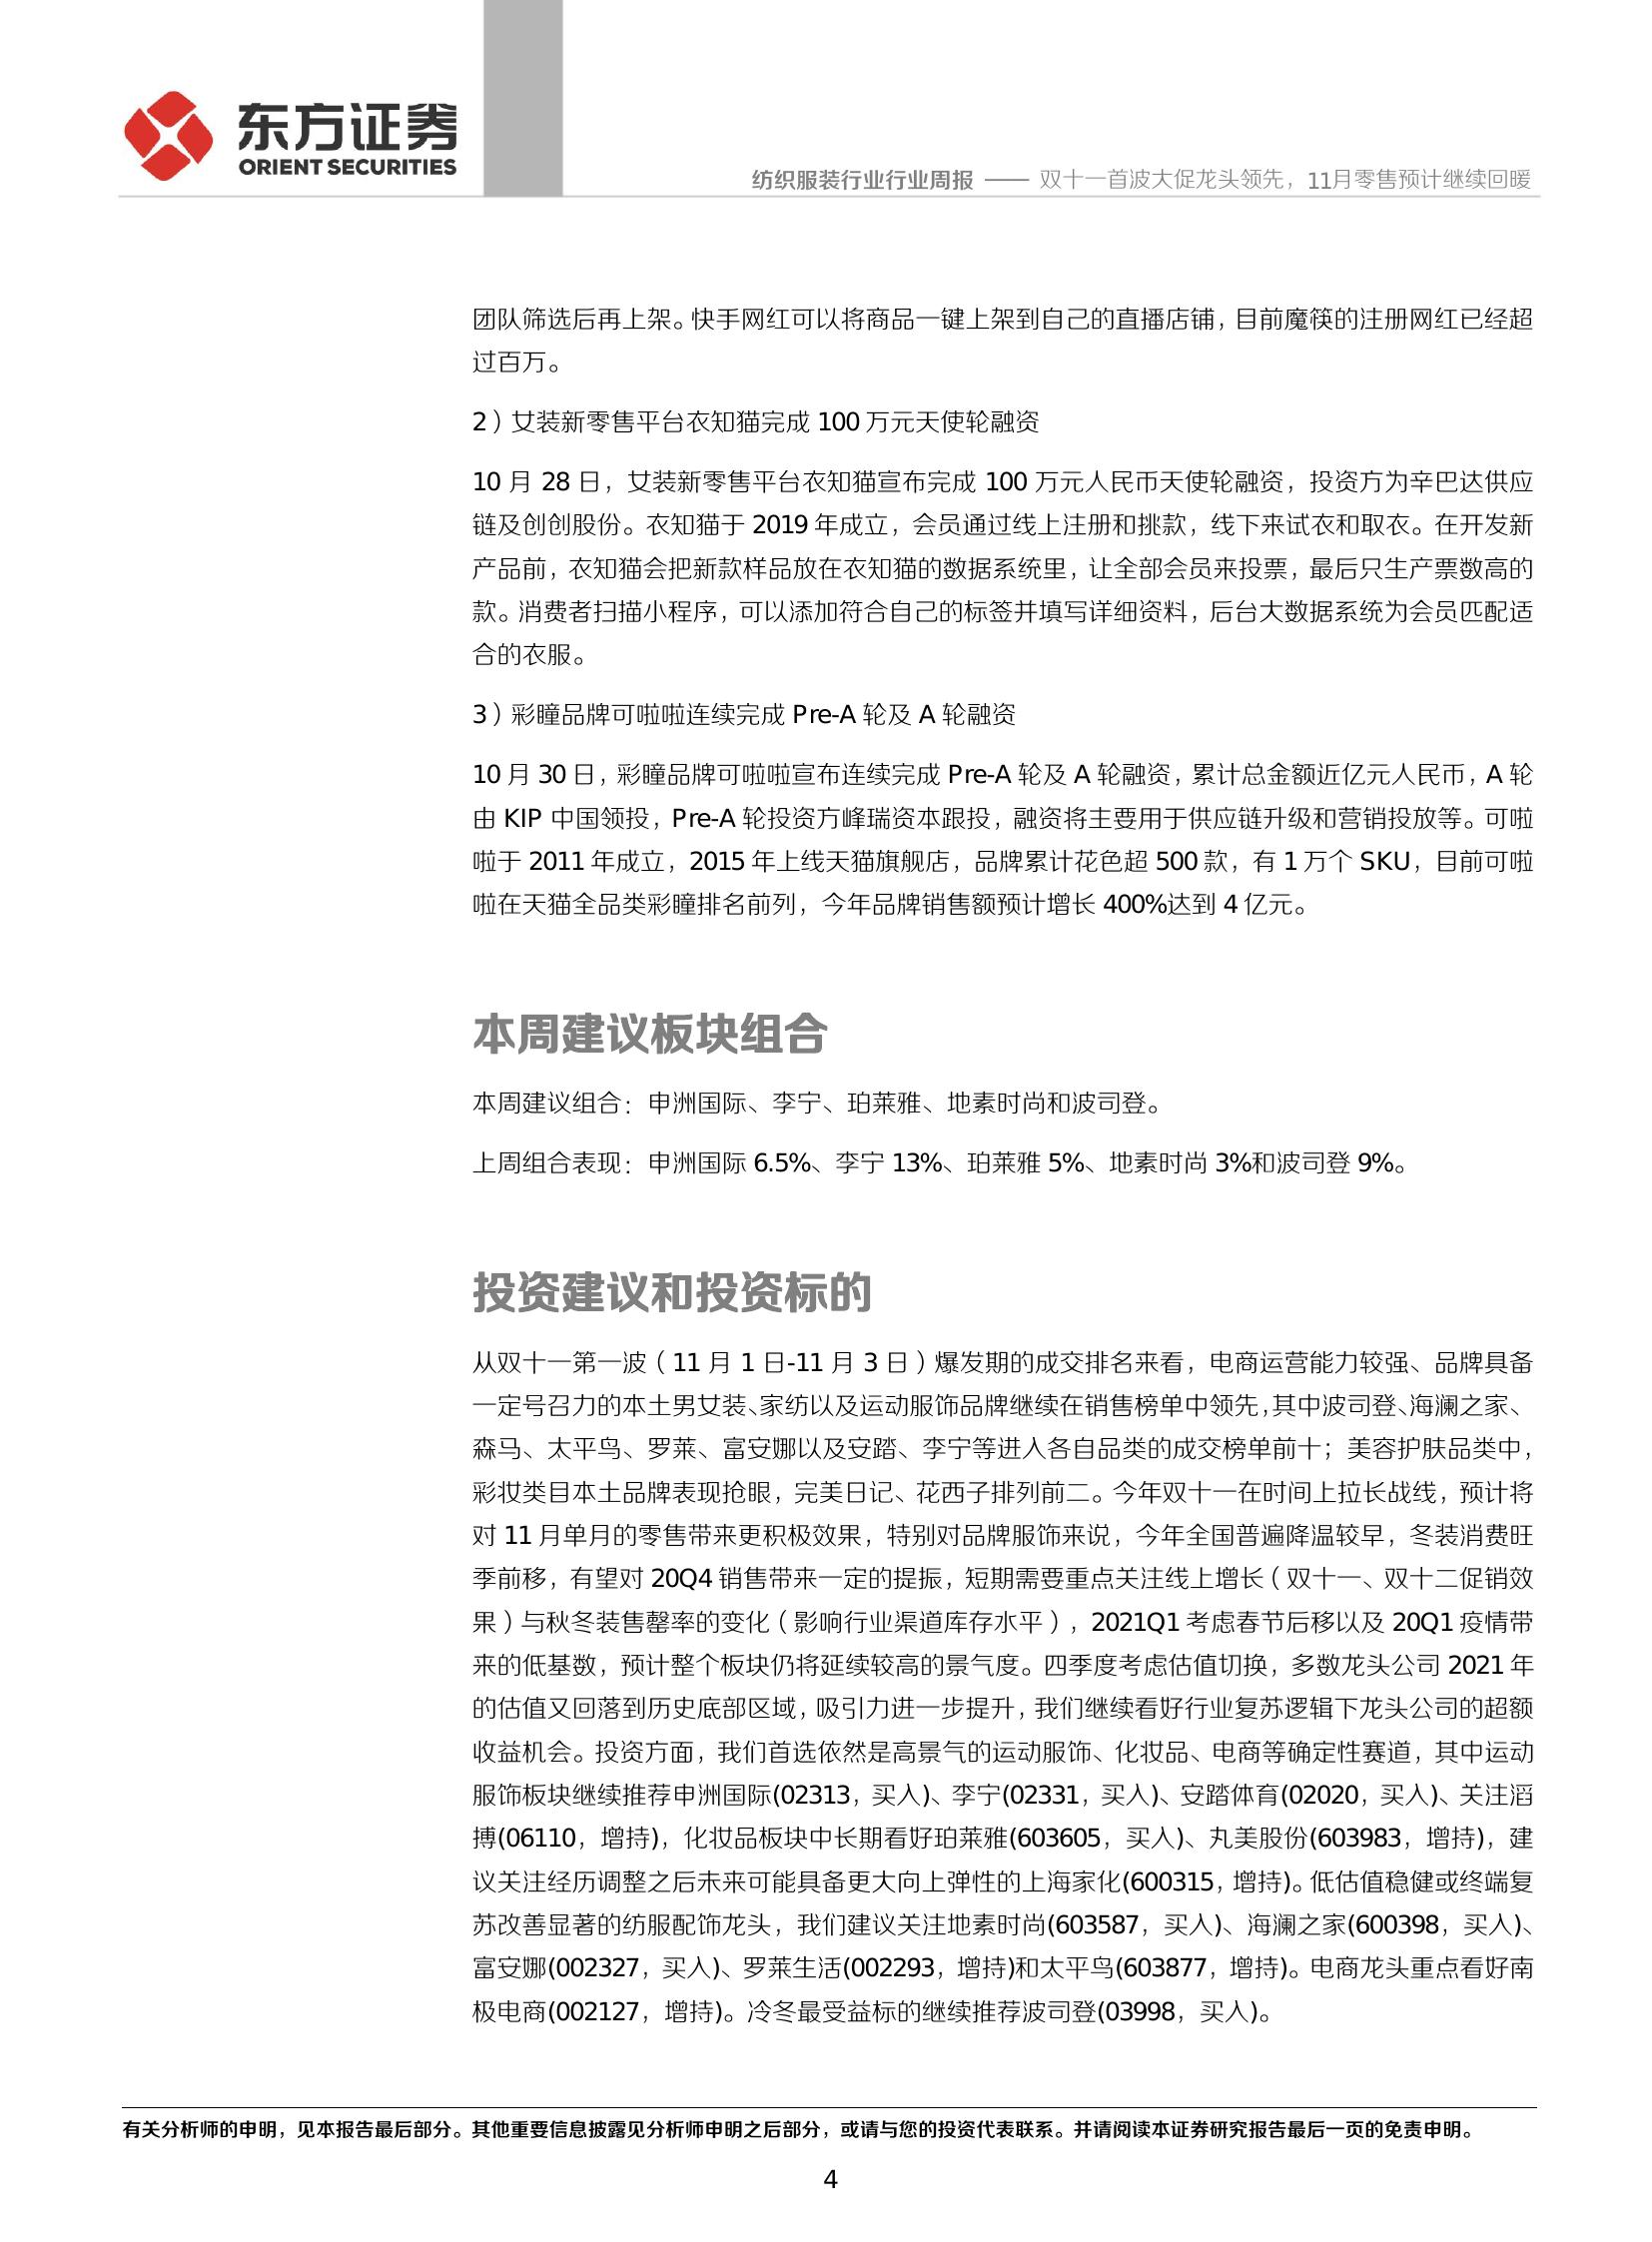 东方证券
ORIENT SECURITIES
纺织服装行业行业周报 —— 双十一首波大促龙头领先，11月零售预计继续回暖
团队筛选后再上架。快手网红可以将商品一键上架到自己的直播店铺，目前魔筷的注册网红已经超
过百万。
2）女装新零售平台衣知猫完成 100 万元天使轮融资
10 月 28 日，女装新零售平台衣知猫宣布完成 100 万元人民币天使轮融资，投资方为辛巴达供应
链及创创股份。衣知猫于 2019 年成立，会员通过线上注册和挑款，线下来试衣和取衣。在开发新
产品前，衣知猫会把新款样品放在衣知猫的数据系统里，让全部会员来投票，最后只生产票数高的
款。消费者扫描小程序，可以添加符合自己的标签并填写详细资料，后台大数据系统为会员匹配适
合的衣服。
3）彩瞳品牌可啦啦连续完成 Pre-A 轮及 A 轮融资
10 月 30 日，彩瞳品牌可啦啦宣布连续完成 Pre-A 轮及 A 轮融资，累计总金额近亿元人民币，A 轮
由 KIP 中国领投，Pre-A 轮投资方峰瑞资本跟投，融资将主要用于供应链升级和营销投放等。可啦
啦于 2011 年成立，2015 年上线天猫旗舰店，品牌累计花色超 500 款，有 1 万个 SKU，目前可啦
啦在天猫全品类彩瞳排名前列，今年品牌销售额预计增长 400%达到 4 亿元。
本周建议板块组合
本周建议组合：申洲国际、李宁、珀莱雅、地素时尚和波司登。
上周组合表现：申洲国际 6.5%、李宁 13%、珀莱雅 5%、地素时尚 3%和波司登 9%。
投资建议和投资标的
从双十一第一波（11 月 1 日-11 月 3 日）爆发期的成交排名来看，电商运营能力较强、品牌具备
一定号召力的本土男女装、家纺以及运动服饰品牌继续在销售榜单中领先，其中波司登、海澜之家、
森马、太平鸟、罗莱、富安娜以及安踏、李宁等进入各自品类的成交榜单前十；美容护肤品类中，
彩妆类目本土品牌表现抢眼，完美日记、花西子排列前二。今年双十一在时间上拉长战线，预计将
对 11 月单月的零售带来更积极效果，特别对品牌服饰来说，今年全国普遍降温较早，冬装消费旺
季前移，有望对 20Q4 销售带来一定的提振，短期需要重点关注线上增长（双十一、双十二促销效
果）与秋冬装售罄率的变化（影响行业渠道库存水平），2021Q1 考虑春节后移以及 20Q1 疫情带
来的低基数，预计整个板块仍将延续较高的景气度。四季度考虑估值切换，多数龙头公司 2021 年
的估值又回落到历史底部区域，吸引力进一步提升，我们继续看好行业复苏逻辑下龙头公司的超额
收益机会。投资方面，我们首选依然是高景气的运动服饰、化妆品、电商等确定性赛道，其中运动
服饰板块继续推荐申洲国际(02313，买入)、李宁(02331，买入)、安踏体育(02020，买入)、关注滔
搏(06110，增持)，化妆品板块中长期看好珀莱雅(603605，买入)、丸美股份(603983，增持)，建
议关注经历调整之后未来可能具备更大向上弹性的上海家化(600315，增持)。低估值稳健或终端复
苏改善显著的纺服配饰龙头，我们建议关注地素时尚(603587，买入)、海澜之家(600398，买入)、
富安娜(002327，买入)、罗莱生活(002293，增持)和太平鸟(603877，增持)。电商龙头重点看好南
极电商(002127，增持)。冷冬最受益标的继续推荐波司登(03998，买入)。
有关分析师的申明，见本报告最后部分。其他重要信息披露见分析师申明之后部分，或请与您的投资代表联系。并请阅读本证券研究报告最后一页的免责申明。
4